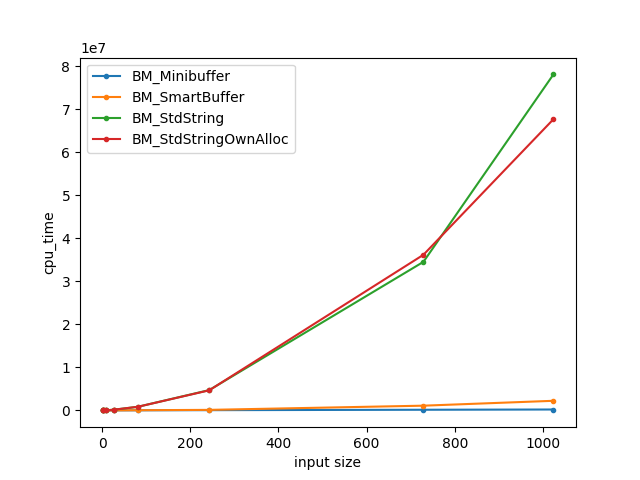 1e7
8
7
6
5
4
3
2
1
0
cpu_time
BM_Minibuffer
BM_SmartBuffer
BM_StdString
BM_StdStringOwnAlloc
0 200 400 600 800 1000
input size